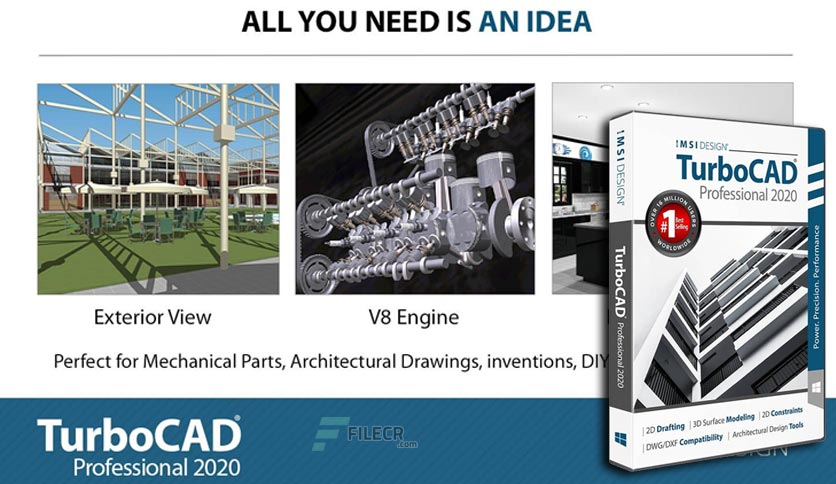 ALL YOU NEED IS AN IDEA
Exterior View
V8 Engine
Perfect for Mechanical Parts, Architectural Drawings, inventions, DIY
TurboCAD®
Professional 2020
FILECR
.com
IMSI DESIGN®
TurboCAD®
Professional 2020
OVER 16 MILLION USERS
#1 Best
Selling
WORLDWIDE
Power. Precision. Performance
TurboCAD® Professional 2020
2D Drafting | 3D Surface Modeling | 2D Constraints
DWG/DXF Compatibility | Architectural Design Tools